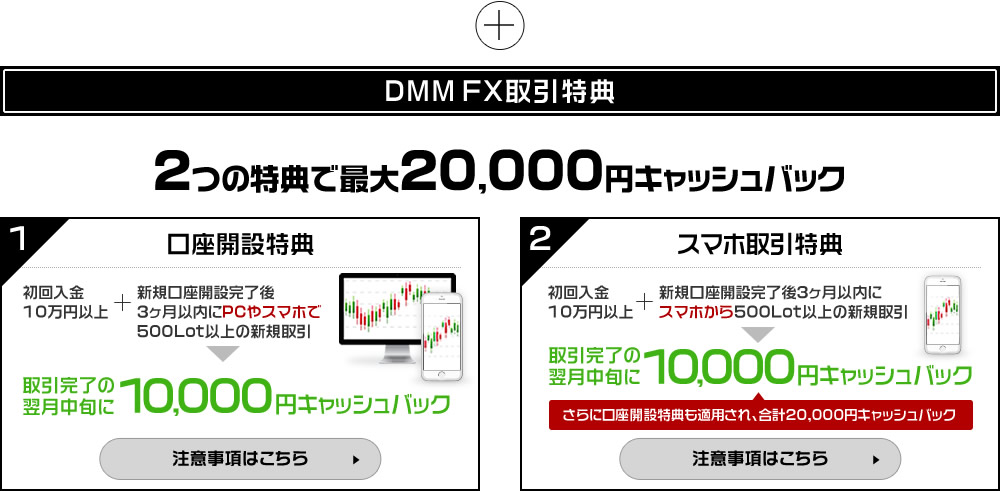 DMM FX取引特典
2つの特典で最大20,000円キャッシュバック
1
口座開設特典
初回入金
10万円以上
+
新規口座開設完了後
3ヶ月以内にPCやスマホで
500Lot以上の新規取引
取引完了の
翌月中旬に
10,000円キャッシュバック
注意事項はこちら
2
スマホ取引特典
初回入金
10万円以上
+
新規口座開設完了後3ヶ月以内に
スマホから500Lot以上の新規取引
取引完了の
翌月中旬に
10,000円キャッシュバック
さらに口座開設特典も適用され、合計20,000円キャッシュバック
注意事項はこちら